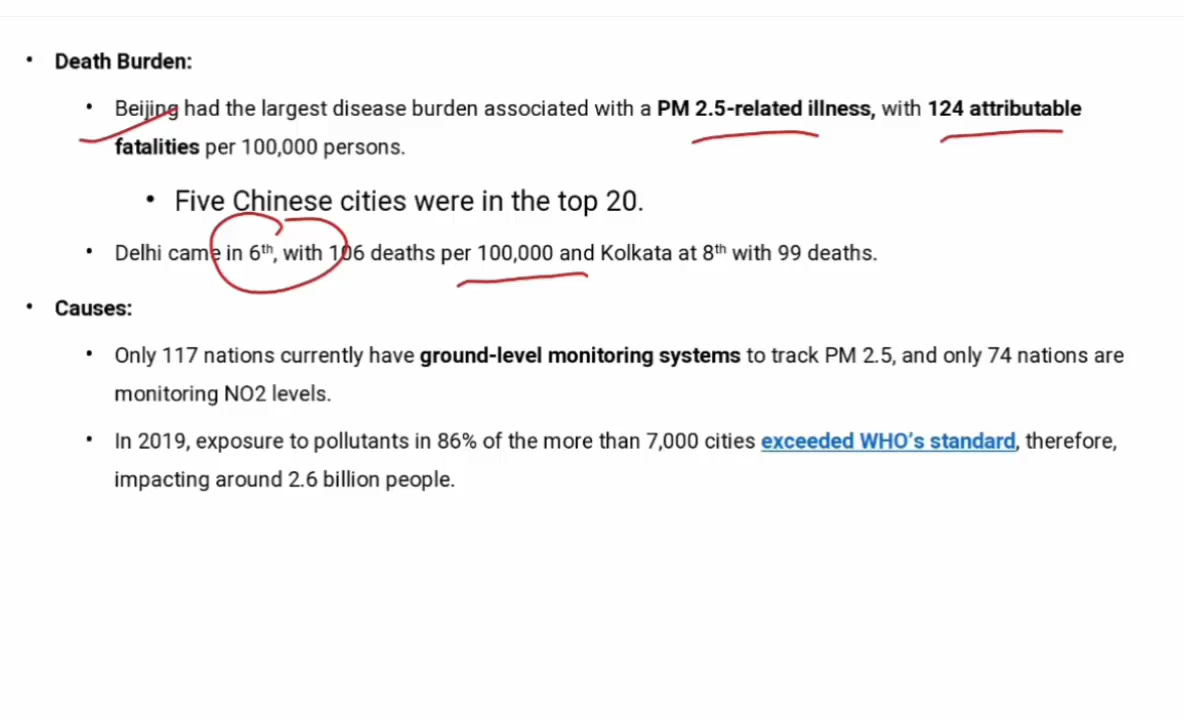 • Death Burden:
• Beijing had the largest disease burden associated with a PM 2.5-related illness, with 124 attributable
fatalities per 100,000 persons.
• Five Chinese cities were in the top 20.
• Delhi came in 6th, with 106 deaths per 100,000 and Kolkata at 8th with 99 deaths.
• Causes:
• Only 117 nations currently have ground-level monitoring systems to track PM 2.5, and only 74 nations are
monitoring NO2 levels.
• In 2019, exposure to pollutants in 86% of the more than 7,000 cities exceeded WHO’s standard, therefore,
impacting around 2.6 billion people.